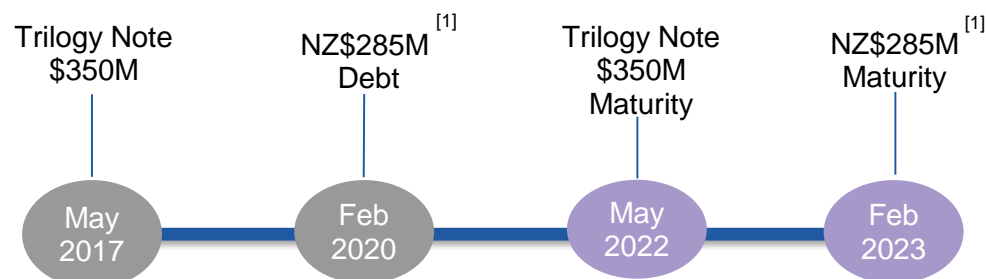 Trilogy Note
$350M
NZ$285M [1]
Debt
Trilogy Note
$350M
Maturity
NZ$285M [1]
Maturity
May
2017
Feb
2020
May
2022
Feb
2023